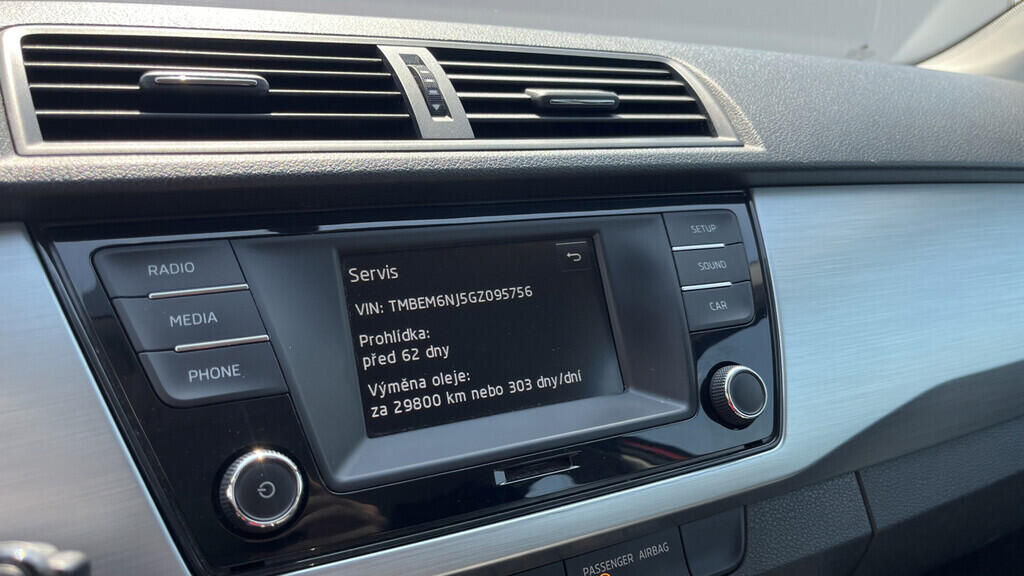 RADIO
MEDIA
PHONE
Servis
VIN: TMBEM6NJ5GZ095756
Prohlídka:
před 62 dny
Výměna oleje:
za 29800 km nebo 303 dny/dní
SETUP
SOUND
CAR
PASSENGER AIRBAG